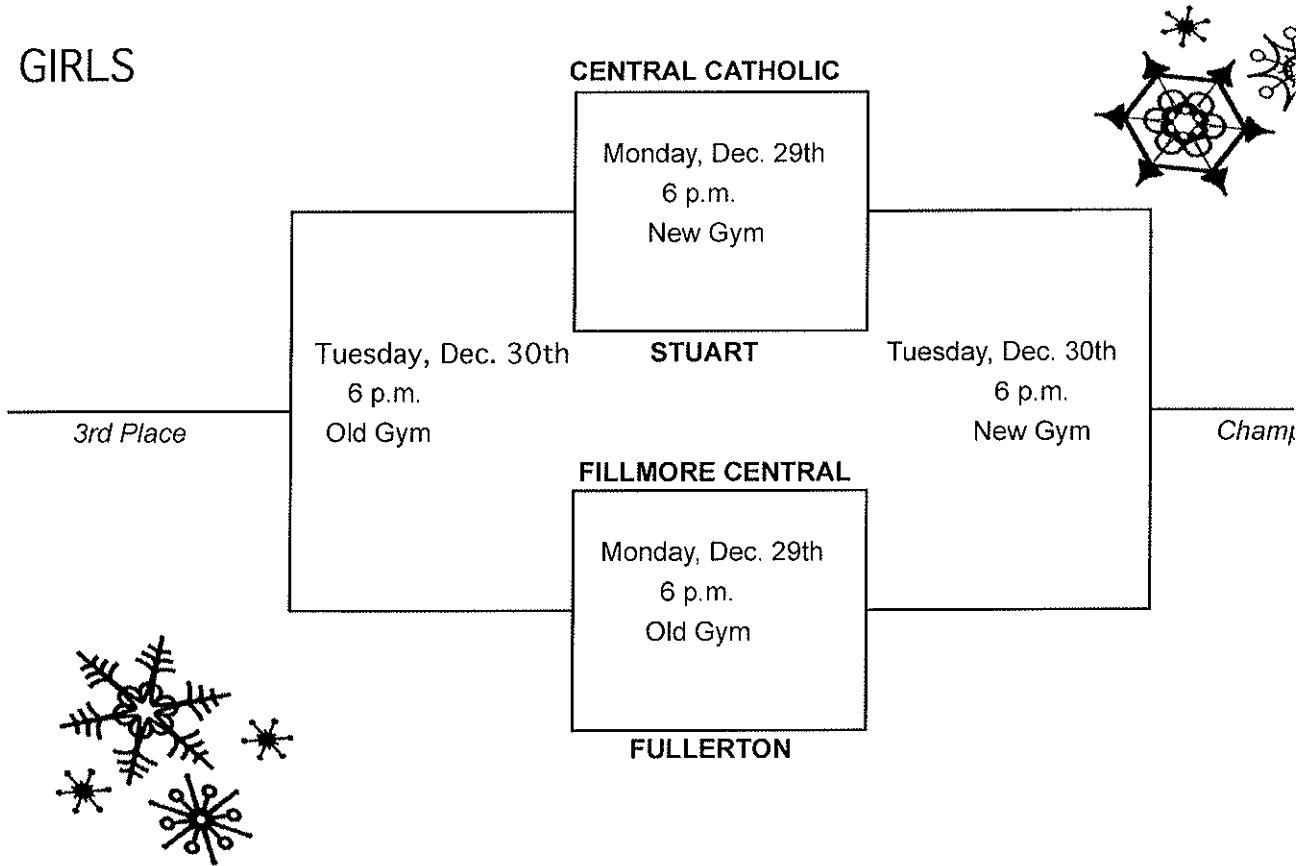 GIRLS
CENTRAL CATHOLIC
Monday, Dec. 29th
6 p.m.
New Gym
STUART
Tuesday, Dec. 30th
6 p.m.
Old Gym
3rd Place
Tuesday, Dec. 30th
6 p.m.
New Gym
Champ
FILLMORE CENTRAL
Monday, Dec. 29th
6 p.m.
Old Gym
FULLERTON